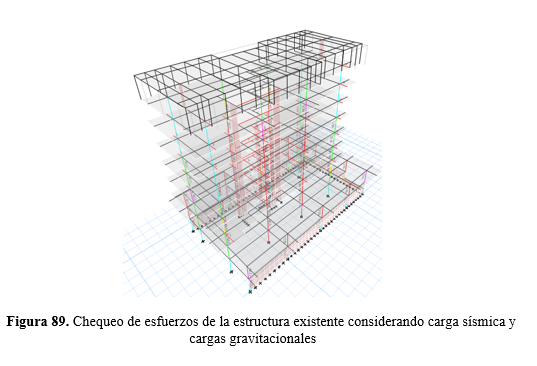 Figura 89. Chequeo de esfuerzos de la estructura existente considerando carga sísmica y
cargas gravitacionales